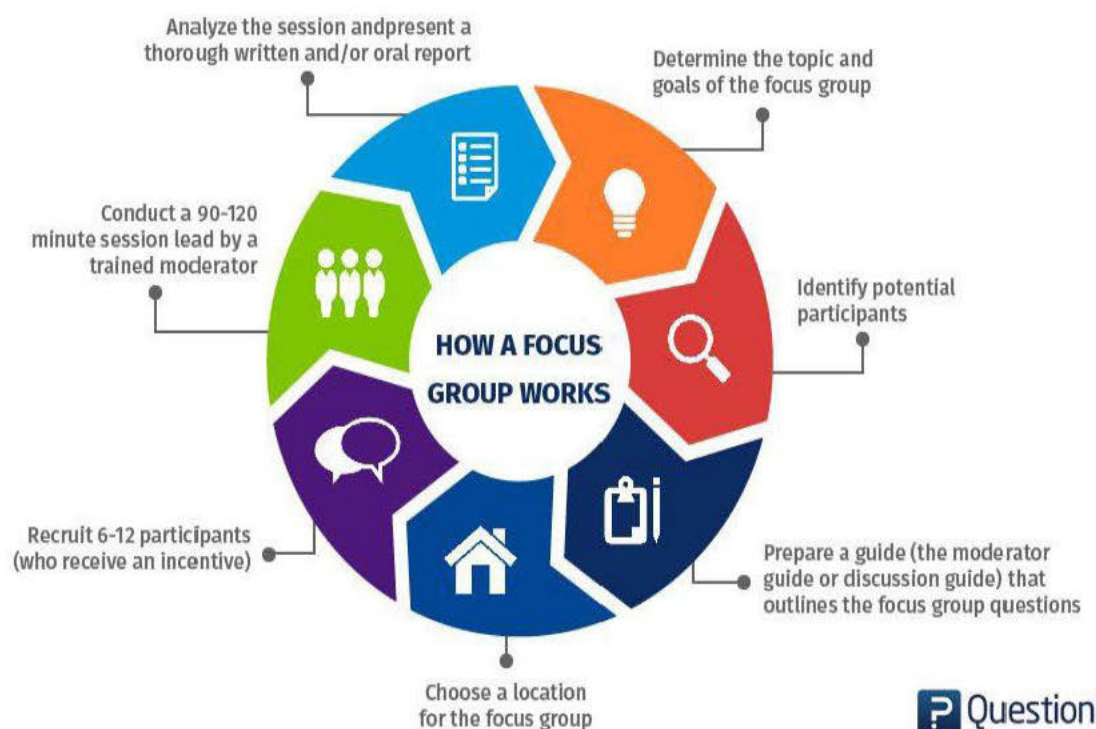 Analyze the session andpresent a
thorough written and/or oral report
Determine the topic and
goals of the focus group
Identify potential
participants
Prepare a guide (the moderator
guide or discussion guide) that
outlines the focus group questions
Choose a location
for the focus group
Recruit 6-12 participants
(who receive an incentive)
Conduct a 90-120
minute session lead by a
trained moderator
HOW A FOCUS
GROUP WORKS
? Question